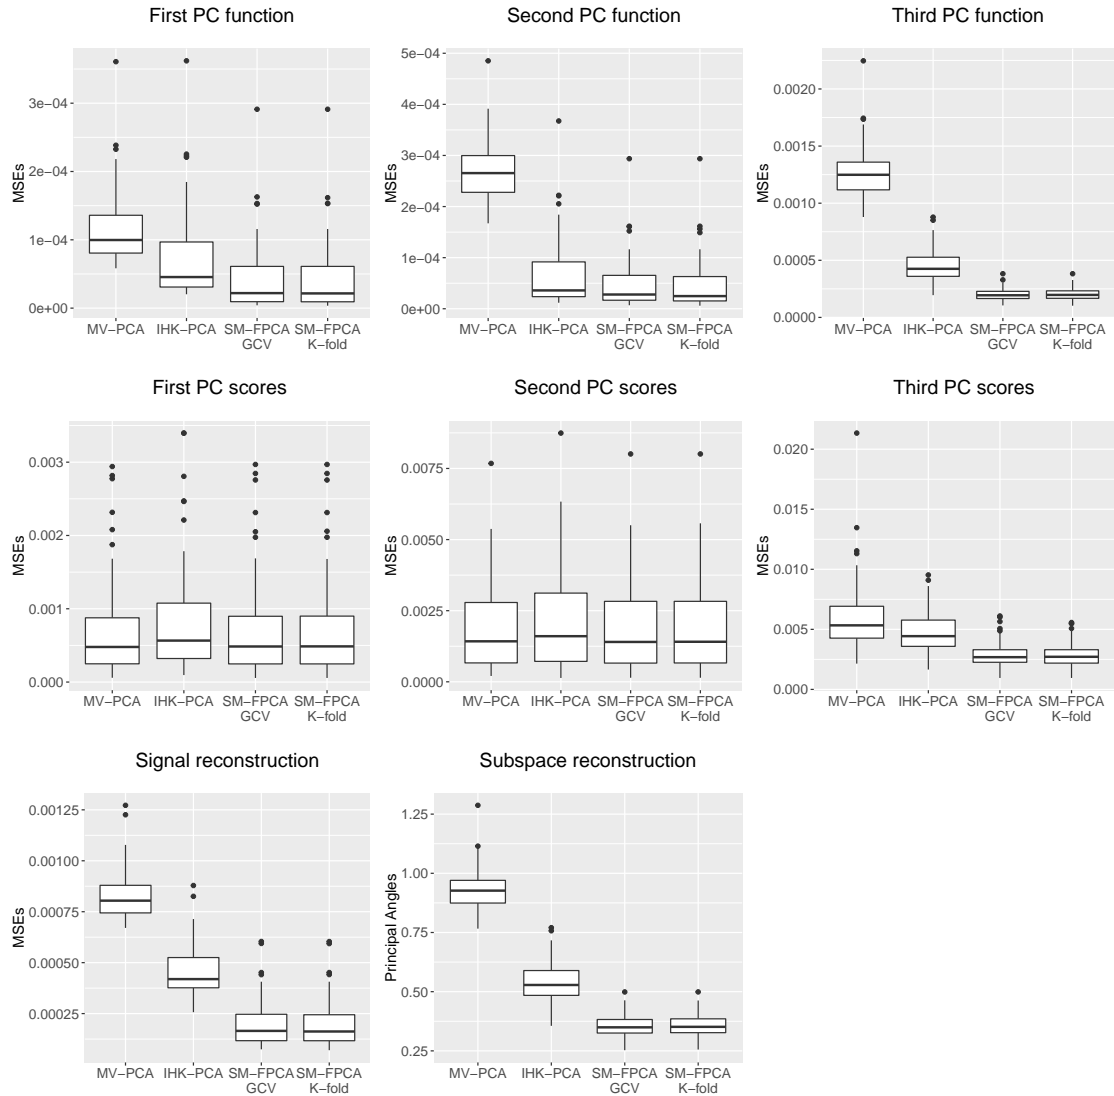 First PC function
Second PC function
Third PC function
MSEs
3e−04
2e−04
1e−04
0e+00
MV−PCA
IHK−PCA
SM−FPCA
GCV
SM−FPCA
K−fold
MSEs
5e−04
4e−04
3e−04
2e−04
1e−04
0e+00
MV−PCA
IHK−PCA
SM−FPCA
GCV
SM−FPCA
K−fold
MSEs
0.0020
0.0015
0.0010
0.0005
0.0000
MV−PCA
IHK−PCA
SM−FPCA
GCV
SM−FPCA
K−fold
First PC scores
Second PC scores
Third PC scores
MSEs
0.003
0.002
0.001
0.000
MV−PCA
IHK−PCA
SM−FPCA
GCV
SM−FPCA
K−fold
MSEs
0.0075
0.0050
0.0025
0.0000
MV−PCA
IHK−PCA
SM−FPCA
GCV
SM−FPCA
K−fold
MSEs
0.020
0.015
0.010
0.005
0.000
MV−PCA
IHK−PCA
SM−FPCA
GCV
SM−FPCA
K−fold
Signal reconstruction
Subspace reconstruction
MSEs
0.00125
0.00100
0.00075
0.00050
0.00025
MV−PCA
IHK−PCA
SM−FPCA
GCV
SM−FPCA
K−fold
Principal Angles
1.25
1.00
0.75
0.50
0.25
MV−PCA
IHK−PCA
SM−FPCA
GCV
SM−FPCA
K−fold